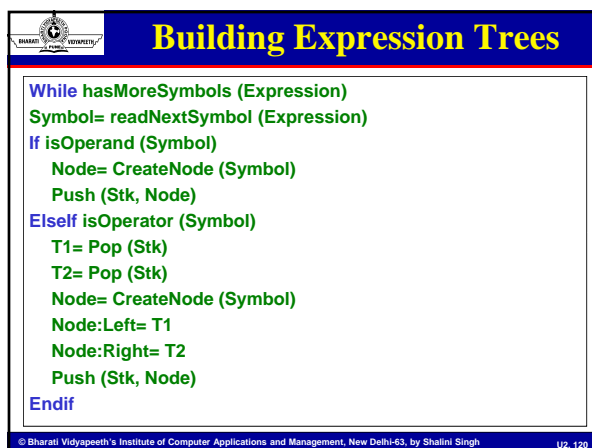 BHARATI VIDYAPEETH
PUNE
Building Expression Trees
While hasMoreSymbols (Expression)
Symbol= readNextSymbol (Expression)
If isOperand (Symbol)
Node= CreateNode (Symbol)
Push (Stk, Node)
ElseIf isOperator (Symbol)
T1= Pop (Stk)
T2= Pop (Stk)
Node= CreateNode (Symbol)
Node:Left= T1
Node:Right= T2
Push (Stk, Node)
Endif
© Bharati Vidyapeeth's Institute of Computer Applications and Management, New Delhi-63, by Shalini Singh U2. 120